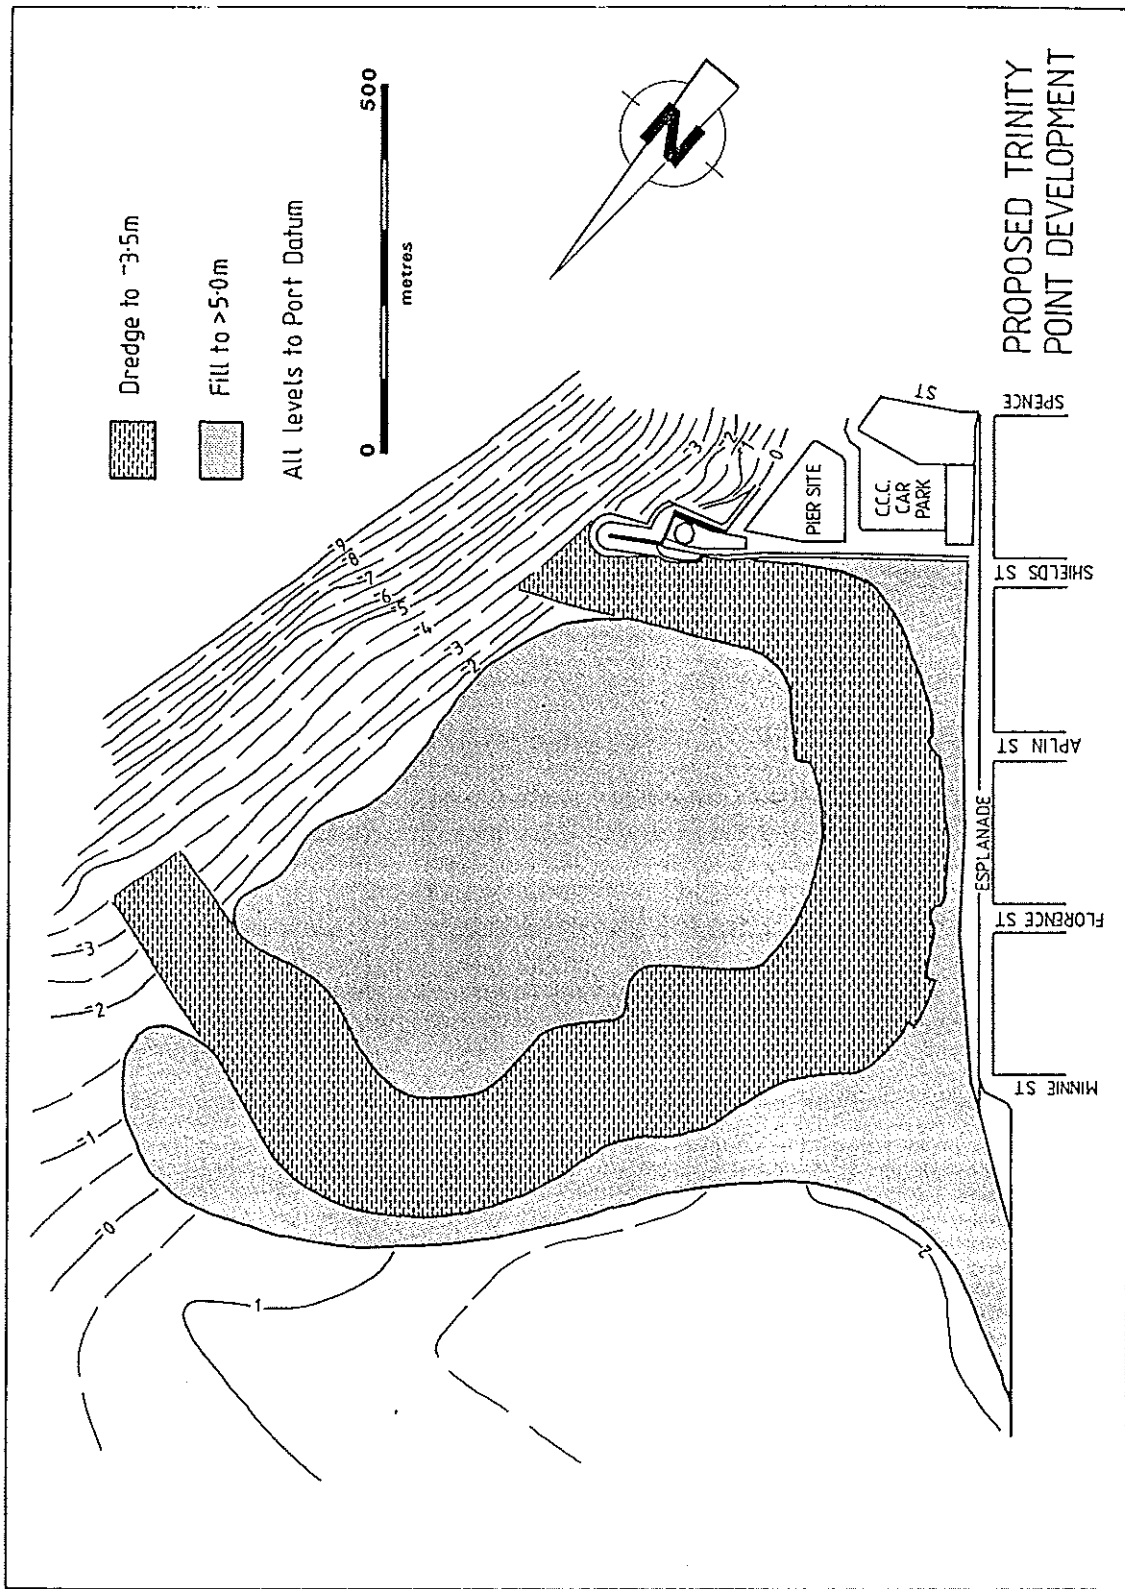 Dredge to -3·5m
Fill to >5·0m
All Levels to Port Datum
0
500
metres
N
PROPOSED TRINITY
POINT DEVELOPMENT
-9
-8
-7
-6
-5
-4
-3
-2
-3
-2
-1
0
-3
-2
-1
-0
1
2
PIER SITE
C.C.C.
CAR
PARK
SPENCE
ST
SHIELDS ST
APLIN ST
ESPLANADE
FLORENCE ST
MINNIE ST